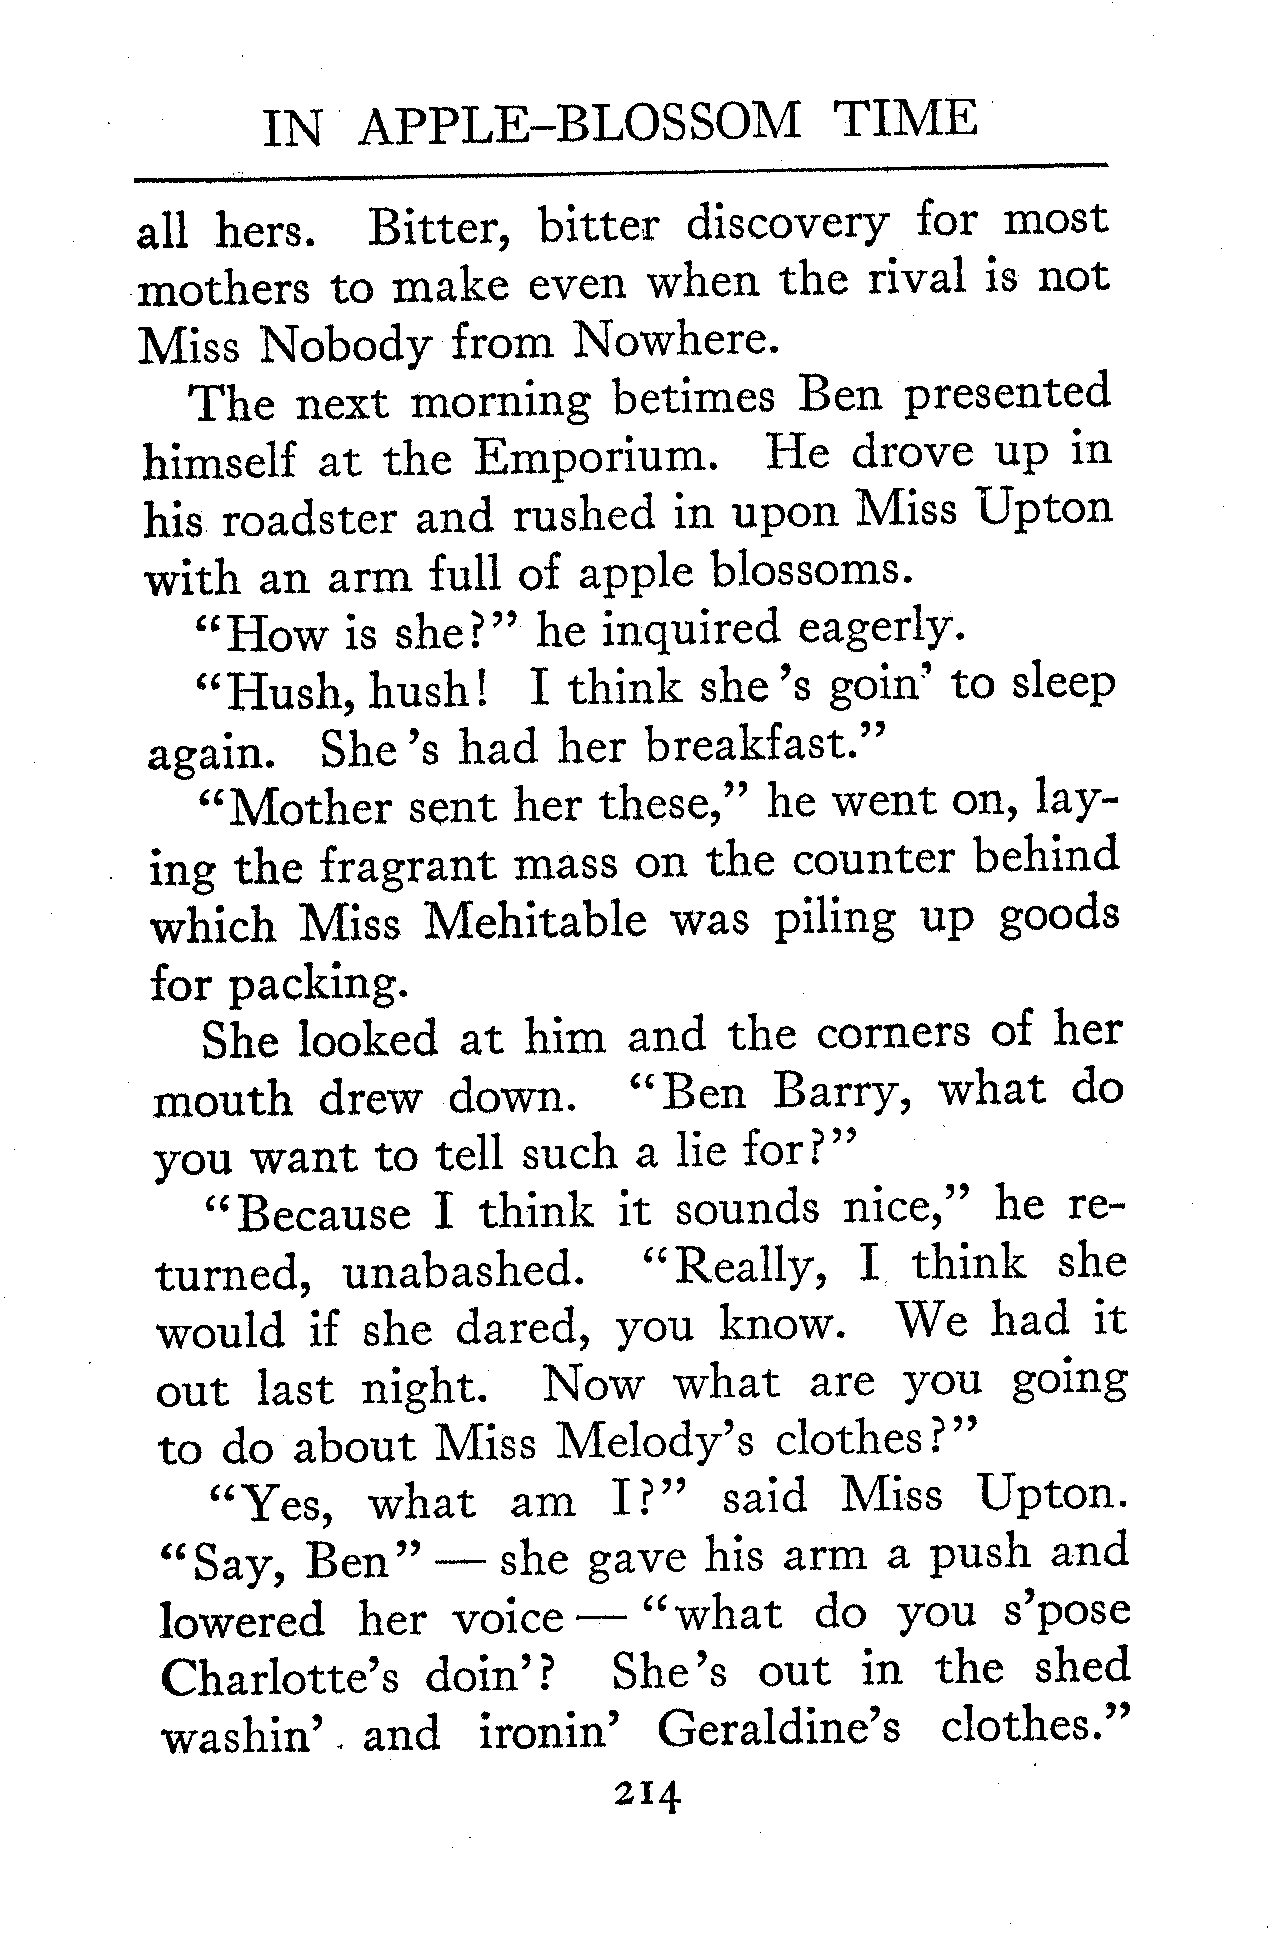 IN APPLE-BLOSSOM TIME
all hers. Bitter, bitter discovery for most
mothers to make even when the rival is not
Miss Nobody from Nowhere.
The next morning betimes Ben presented
himself at the Emporium. He drove up in
his roadster and rushed in upon Miss Upton
with an arm full of apple blossoms.
“How is she?” he inquired eagerly.
“Hush, hush! I think she 's goin' to sleep
again. She 's had her breakfast.”
“Mother sent her these,” he went on, lay-
ing the fragrant mass on the counter behind
which Miss Mehitable was piling up goods
for packing.
She looked at him and the corners of her
mouth drew down. “Ben Barry, what do
you want to tell such a lie for?”
“Because I think it sounds nice,” he re-
turned, unabashed. “Really, I think she
would if she dared, you know. We had it
out last night. Now what are you going
to do about Miss Melody's clothes?”
“Yes, what am I?” said Miss Upton.
“Say, Ben” — she gave his arm a push and
lowered her voice — “what do you s'pose
Charlotte's doin'? She 's out in the shed
washin' and ironin' Geraldine's clothes.”
214